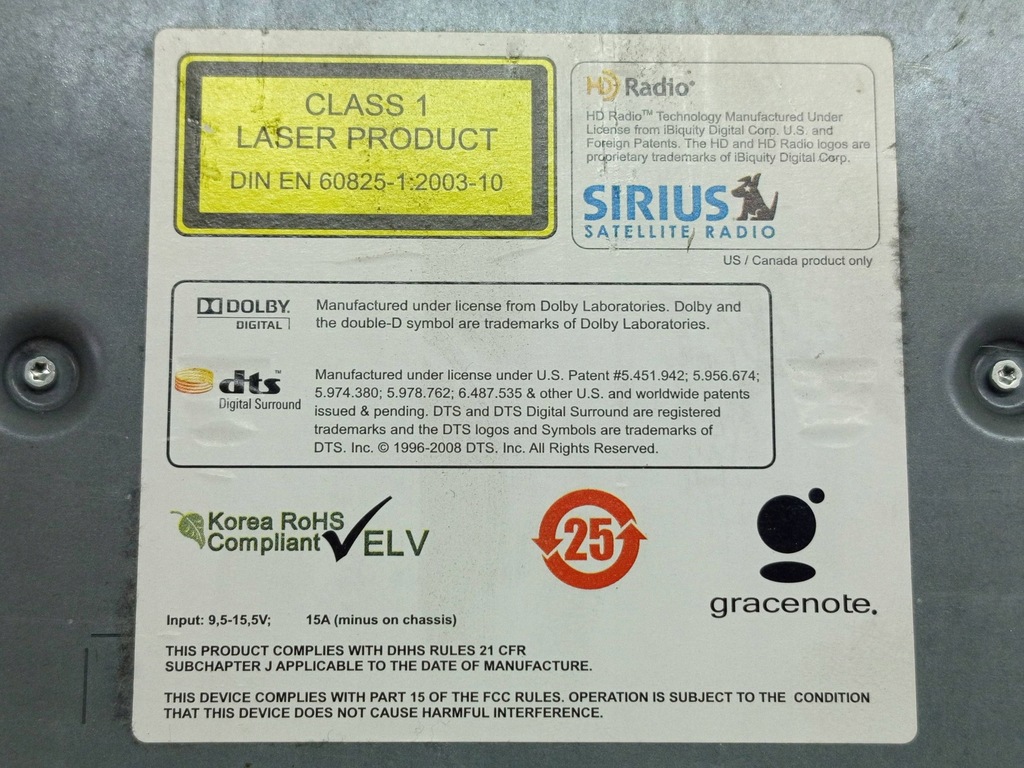 CLASS 1
LASER PRODUCT
DIN EN 60825-1:2003-10
HD Radio®
HD Radio™ Technology Manufactured Under
License from iBiquity Digital Corp. U.S. and
Foreign Patents. The HD and HD Radio logos are
proprietary trademarks of iBiquity Digital Corp.
SIRIUS
SATELLITE RADIO
US / Canada product only
DOLBY.
DIGITAL
Manufactured under license from Dolby Laboratories. Dolby and
the double-D symbol are trademarks of Dolby Laboratories.
dts™
Digital Surround
Manufactured under license under U.S. Patent #5.451.942; 5.956.674;
5.974.380; 5.978.762; 6.487.535 & other U.S. and worldwide patents
issued & pending. DTS and DTS Digital Surround are registered
trademarks and the DTS logos and Symbols are trademarks of
DTS. Inc. © 1996-2008 DTS. Inc. All Rights Reserved.
Korea RoHS
Compliant ELV
25
gracenote.
Input: 9,5-15,5V; 15A (minus on chassis)
THIS PRODUCT COMPLIES WITH DHHS RULES 21 CFR
SUBCHAPTER J APPLICABLE TO THE DATE OF MANUFACTURE.
THIS DEVICE COMPLIES WITH PART 15 OF THE FCC RULES. OPERATION IS SUBJECT TO THE CONDITION
THAT THIS DEVICE DOES NOT CAUSE HARMFUL INTERFERENCE.